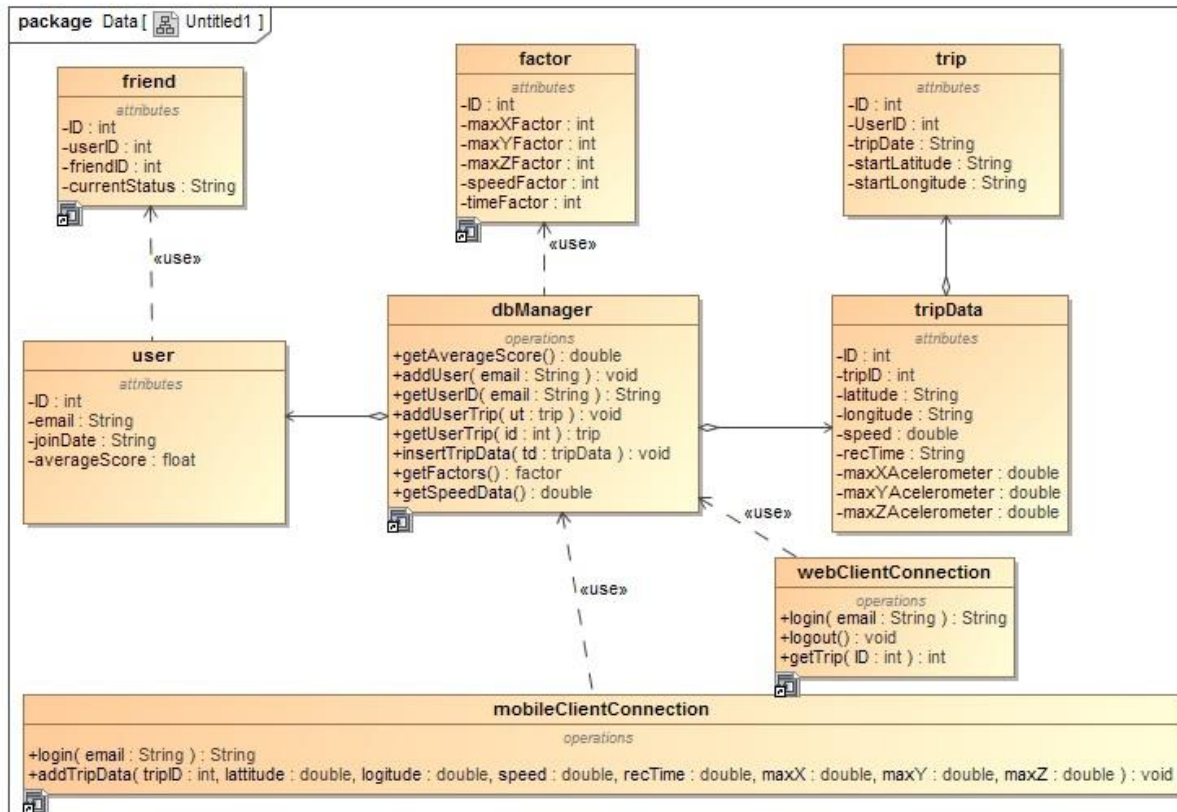 package Data [ Untitled1 ]
friend
attributes
-ID : int
-userID : int
-friendID : int
-currentStatus : String
factor
attributes
-ID : int
-maxXFactor : int
-maxYFactor : int
-maxZFactor : int
-speedFactor : int
-timeFactor : int
trip
attributes
-ID : int
-UserID : int
-tripDate : String
-startLatitude : String
-startLongitude : String
«use»
«use»
user
attributes
-ID : int
-email : String
-joinDate : String
-averageScore : float
dbManager
operations
+getAverageScore() : double
+addUser( email : String ) : void
+getUserID( email : String ) : String
+addUserTrip( ut : trip ) : void
+getUserTrip( id : int ) : trip
+insertTripData( td : tripData ) : void
+getFactors() : factor
+getSpeedData() : double
tripData
attributes
-ID : int
-tripID : int
-latitude : String
-longitude : String
-speed : double
-recTime : String
-maxXAcelerometer : double
-maxYAcelerometer : double
-maxZAcelerometer : double
«use»
«use»
webClientConnection
operations
+login( email : String ) : String
+logout() : void
+getTrip( ID : int ) : int
mobileClientConnection
operations
+login( email : String ) : String
+addTripData( tripID : int, lattitude : double, logitude : double, speed : double, recTime : double, maxX : double, maxY : double, maxZ : double ) : void